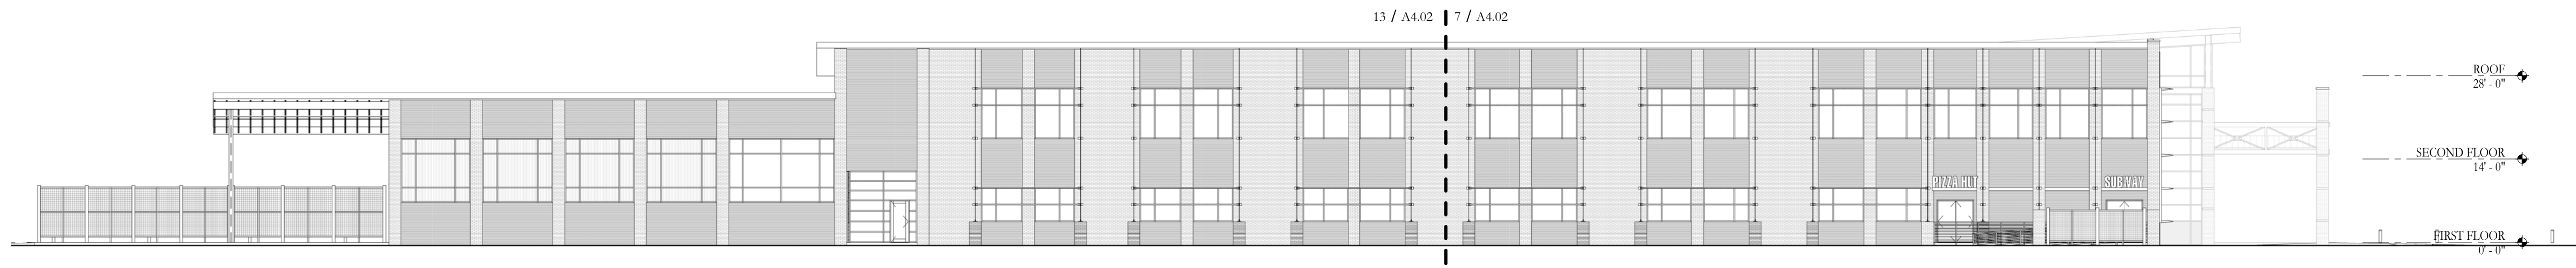 13 / A4.02
7 / A4.02
ROOF
28' - 0"
SECOND FLOOR
14' - 0"
PIZZA HUT
SUBWAY
FIRST FLOOR
0' - 0"